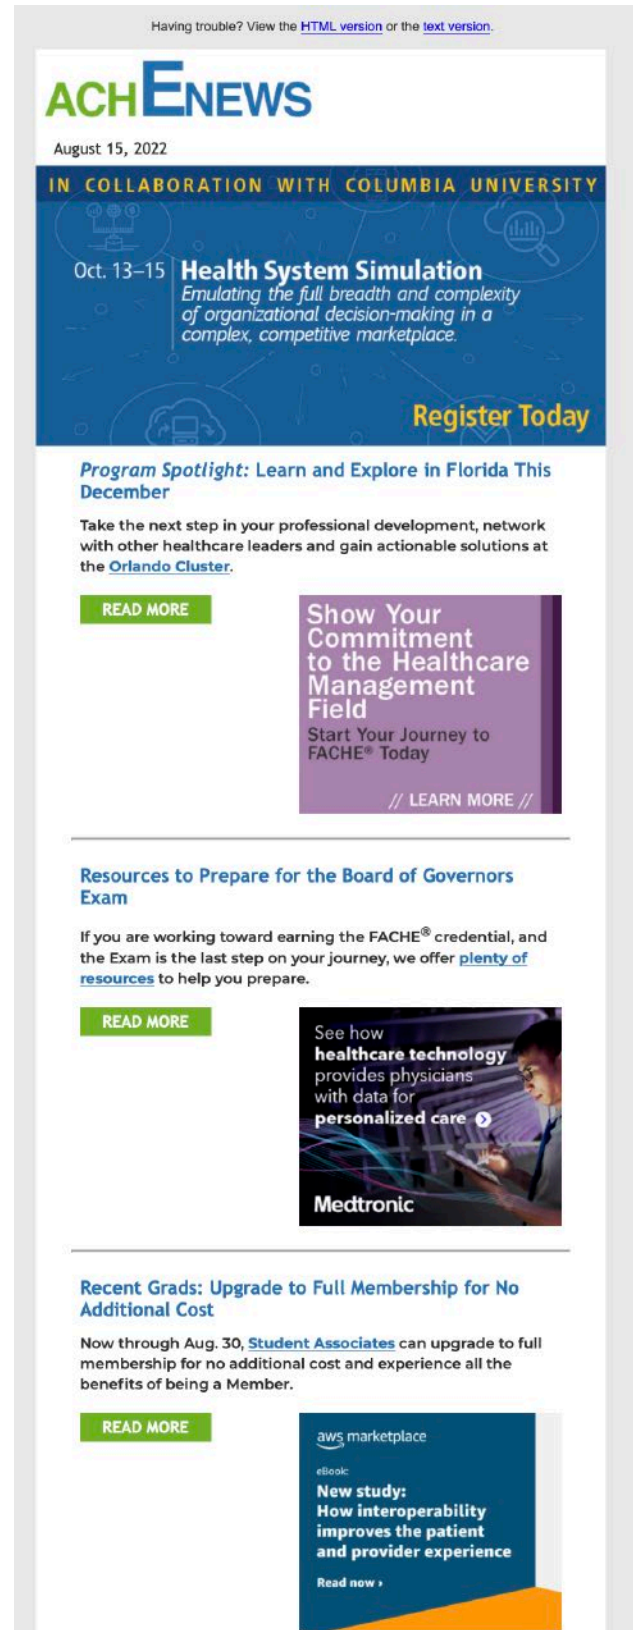 Having trouble? View the HTML version or the text version.
ACHENEWS
August 15, 2022
IN COLLABORATION WITH COLUMBIA UNIVERSITY
Oct. 13–15
Health System Simulation
Emulating the full breadth and complexity
of organizational decision-making in a
complex, competitive marketplace.
Register Today
Program Spotlight: Learn and Explore in Florida This
December
Take the next step in your professional development, network
with other healthcare leaders and gain actionable solutions at
the Orlando Cluster.
READ MORE
Show Your
Commitment
to the Healthcare
Management
Field
Start Your Journey to
FACHE® Today
// LEARN MORE //
Resources to Prepare for the Board of Governors
Exam
If you are working toward earning the FACHE® credential, and
the Exam is the last step on your journey, we offer plenty of
resources to help you prepare.
READ MORE
See how
healthcare technology
provides physicians
with data for
personalized care
Medtronic
Recent Grads: Upgrade to Full Membership for No
Additional Cost
Now through Aug. 30, Student Associates can upgrade to full
membership for no additional cost and experience all the
benefits of being a Member.
READ MORE
aws marketplace
eBook:
New study:
How interoperability
improves the patient
and provider experience
Read now ›